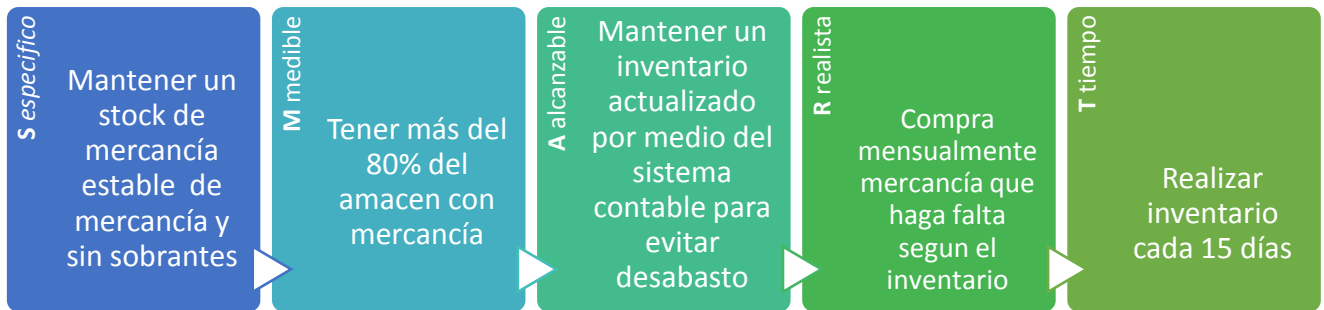 S especifico
Mantener un
stock de
mercancía
estable de
mercancía y
sin sobrantes
M medible
Tener más del
80% del
amacen con
mercancía
A alcanzable
Mantener un
inventario
actualizado
por medio del
sistema
contable para
evitar
desabasto
R realista
Compra
mensualmente
mercancía que
haga falta
segun el
inventario
T tiempo
Realizar
inventario
cada 15 días